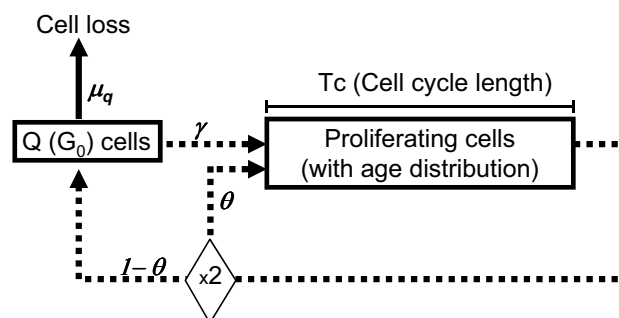 Cell loss
μq
Tc (Cell cycle length)
Q (G0) cells
γ
Proliferating cells
(with age distribution)
θ
1−θ
x2